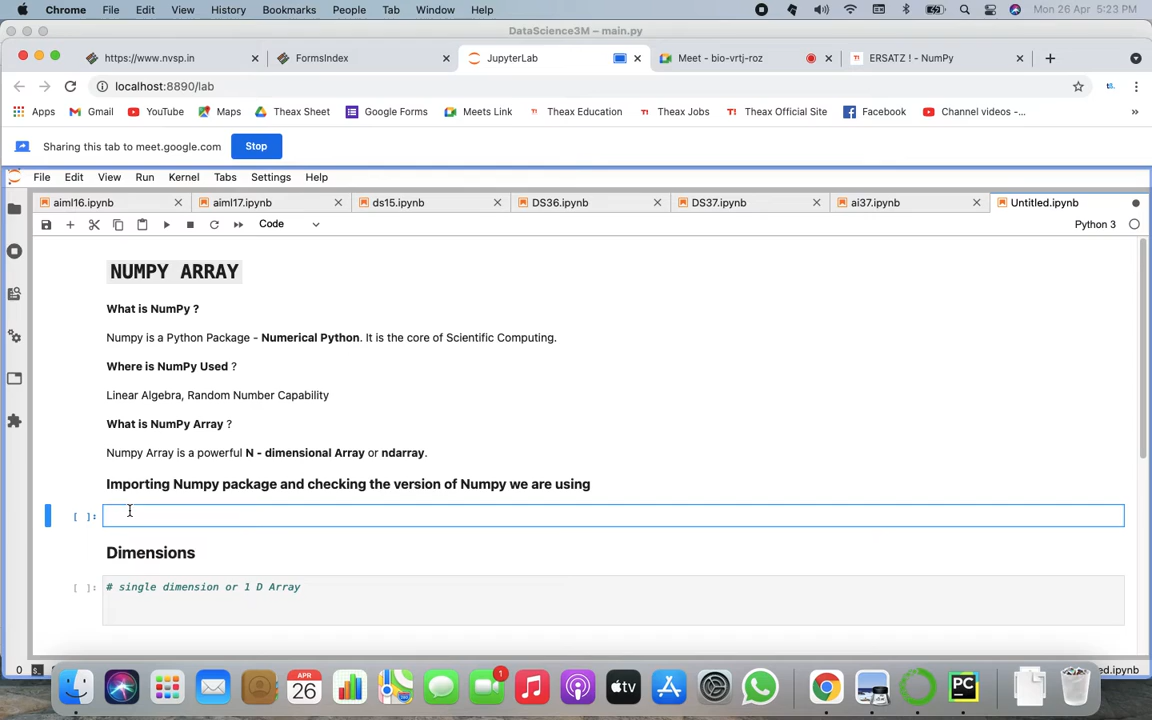 Chrome File Edit View History Bookmarks People Tab Window Help Mon 26 Apr 5:23 PM
DataScience3M – main.py
https://www.nvsp.in FormsIndex JupyterLab Meet - bio-vrtj-roz ERSATZ ! - NumPy
localhost:8890/lab
Apps Gmail YouTube Maps Theax Sheet Google Forms Meets Link Theax Education Theax Jobs Theax Official Site Facebook Channel videos -... »
Sharing this tab to meet.google.com Stop
File Edit View Run Kernel Tabs Settings Help
aiml16.ipynb aiml17.ipynb ds15.ipynb DS36.ipynb DS37.ipynb ai37.ipynb Untitled.ipynb
Code Python 3
NUMPY ARRAY
What is NumPy ?
Numpy is a Python Package - Numerical Python. It is the core of Scientific Computing.
Where is NumPy Used ?
Linear Algebra, Random Number Capability
What is NumPy Array ?
Numpy Array is a powerful N - dimensional Array or ndarray.
Importing Numpy package and checking the version of Numpy we are using
[ ]:
Dimensions
[ ]: # single dimension or 1 D Array
0 ed.ipynb
APR
26
1
tv
PC